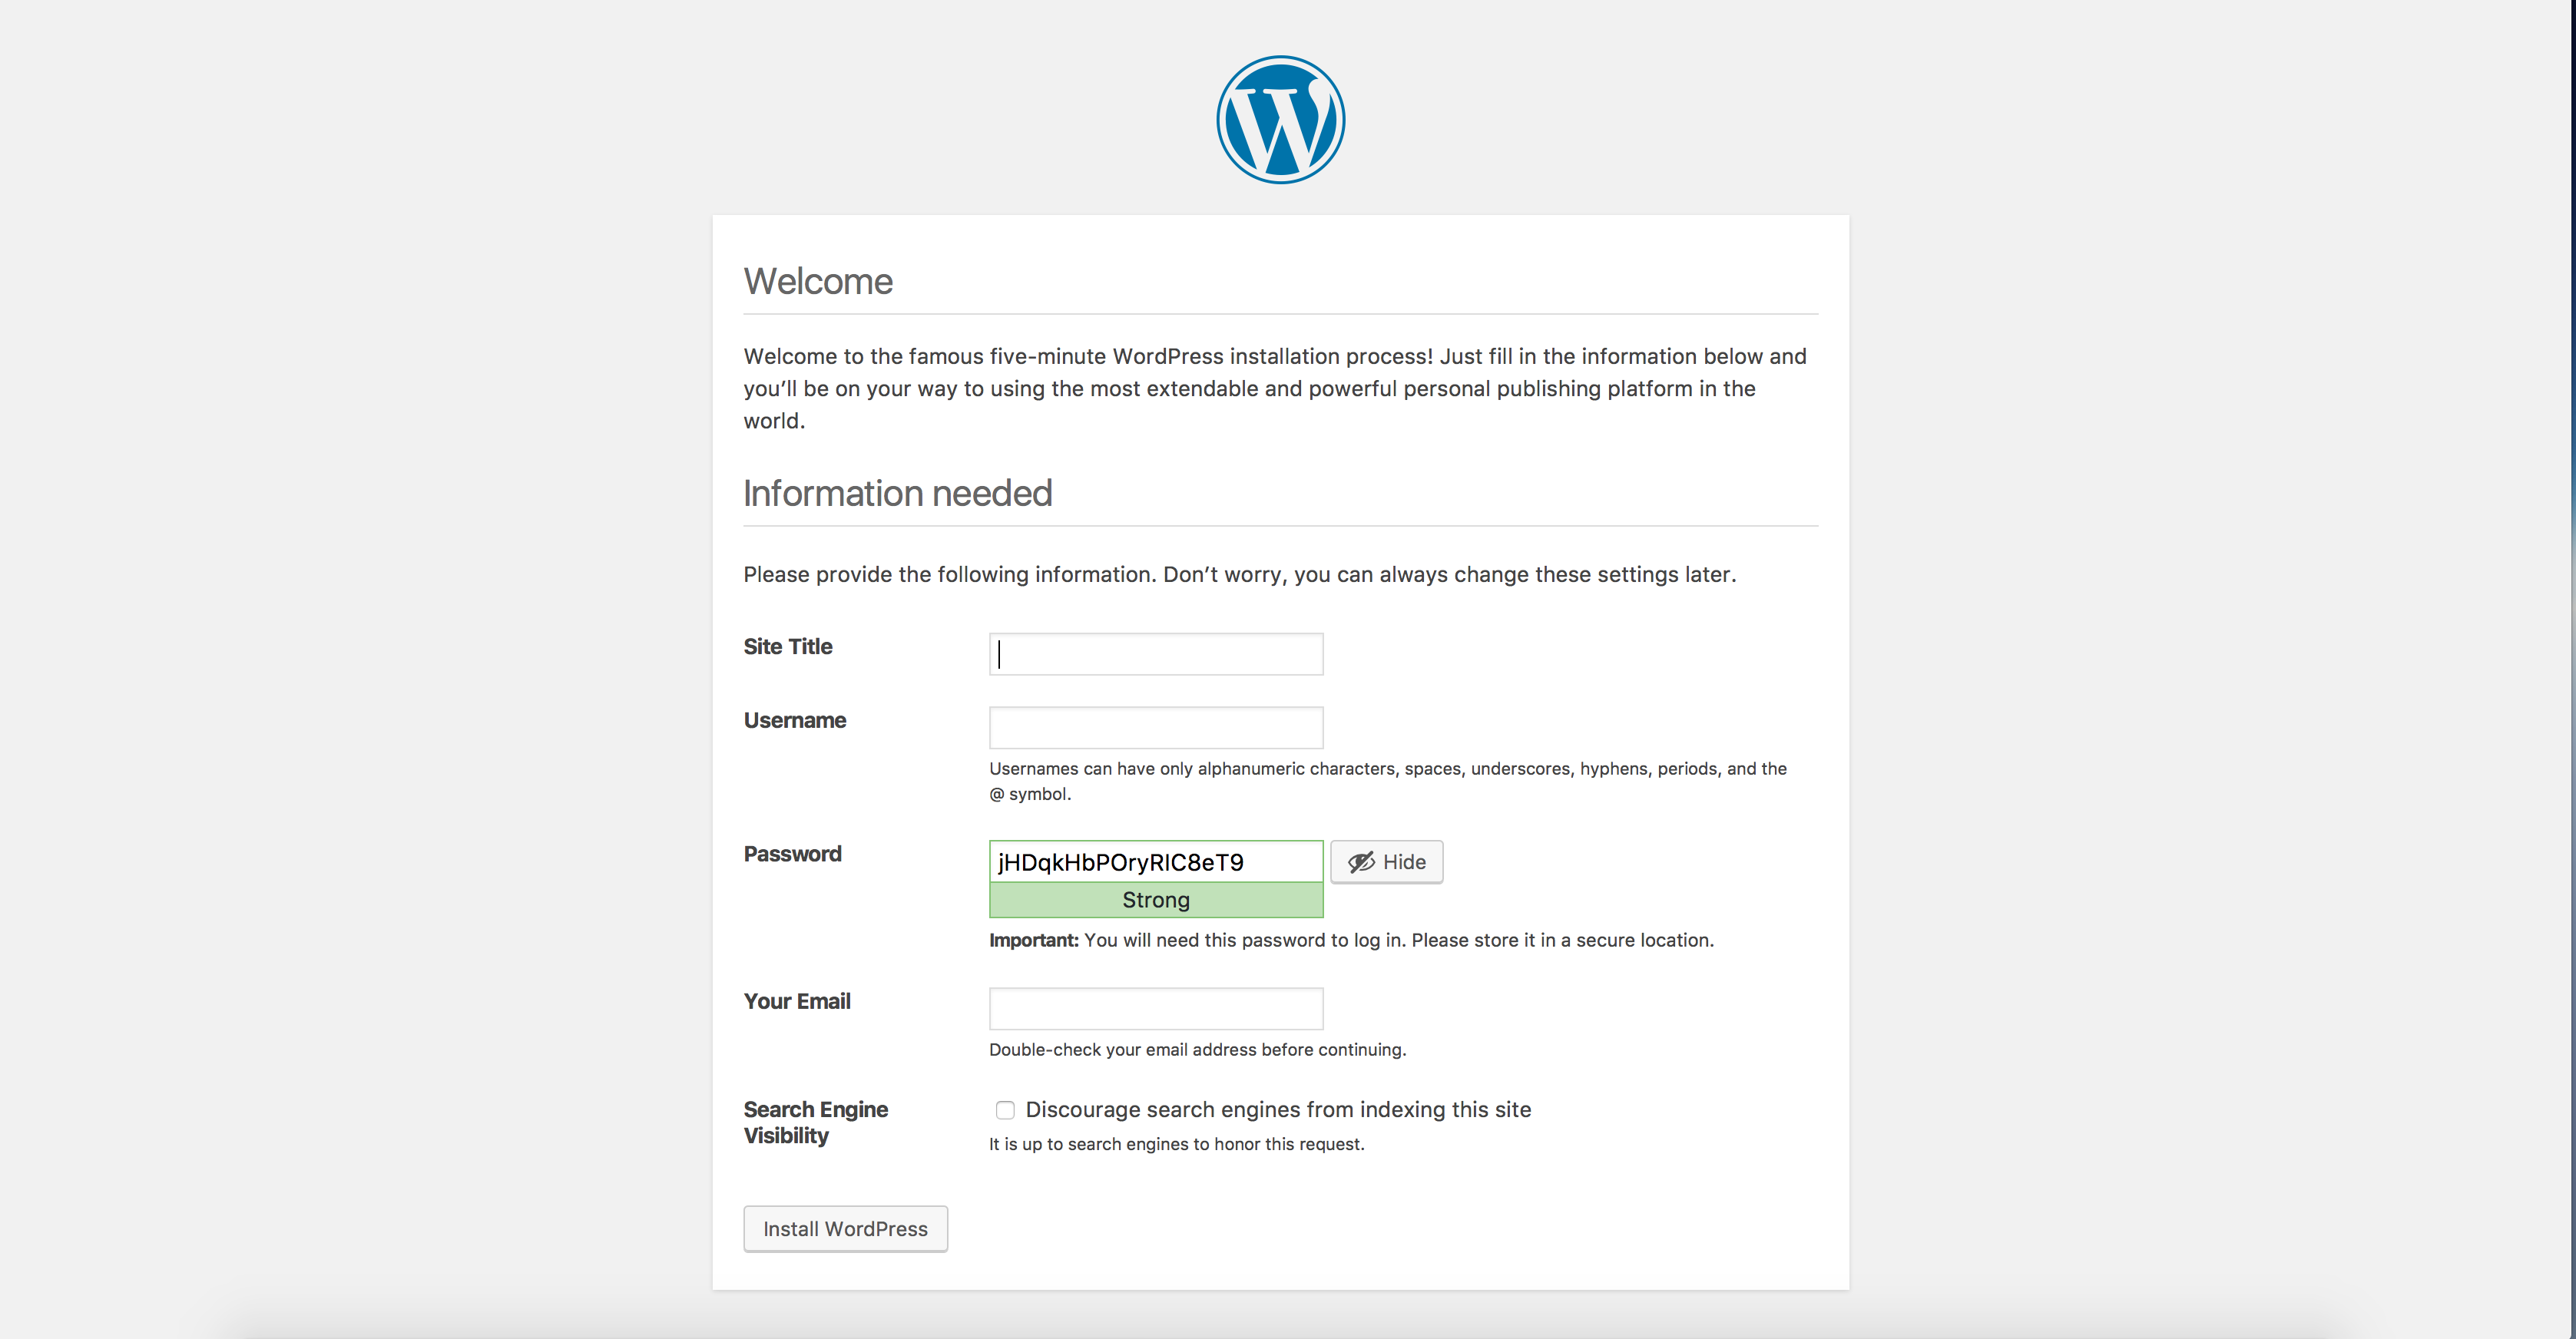 Welcome
Welcome to the famous five-minute WordPress installation process! Just fill in the information below and
you’ll be on your way to using the most extendable and powerful personal publishing platform in the
world.
Information needed
Please provide the following information. Don’t worry, you can always change these settings later.
Site Title
Username
Usernames can have only alphanumeric characters, spaces, underscores, hyphens, periods, and the
@ symbol.
Password
jHDqkHbPOryRIC8eT9
Hide
Strong
Important: You will need this password to log in. Please store it in a secure location.
Your Email
Double-check your email address before continuing.
Search Engine
Visibility
Discourage search engines from indexing this site
It is up to search engines to honor this request.
Install WordPress